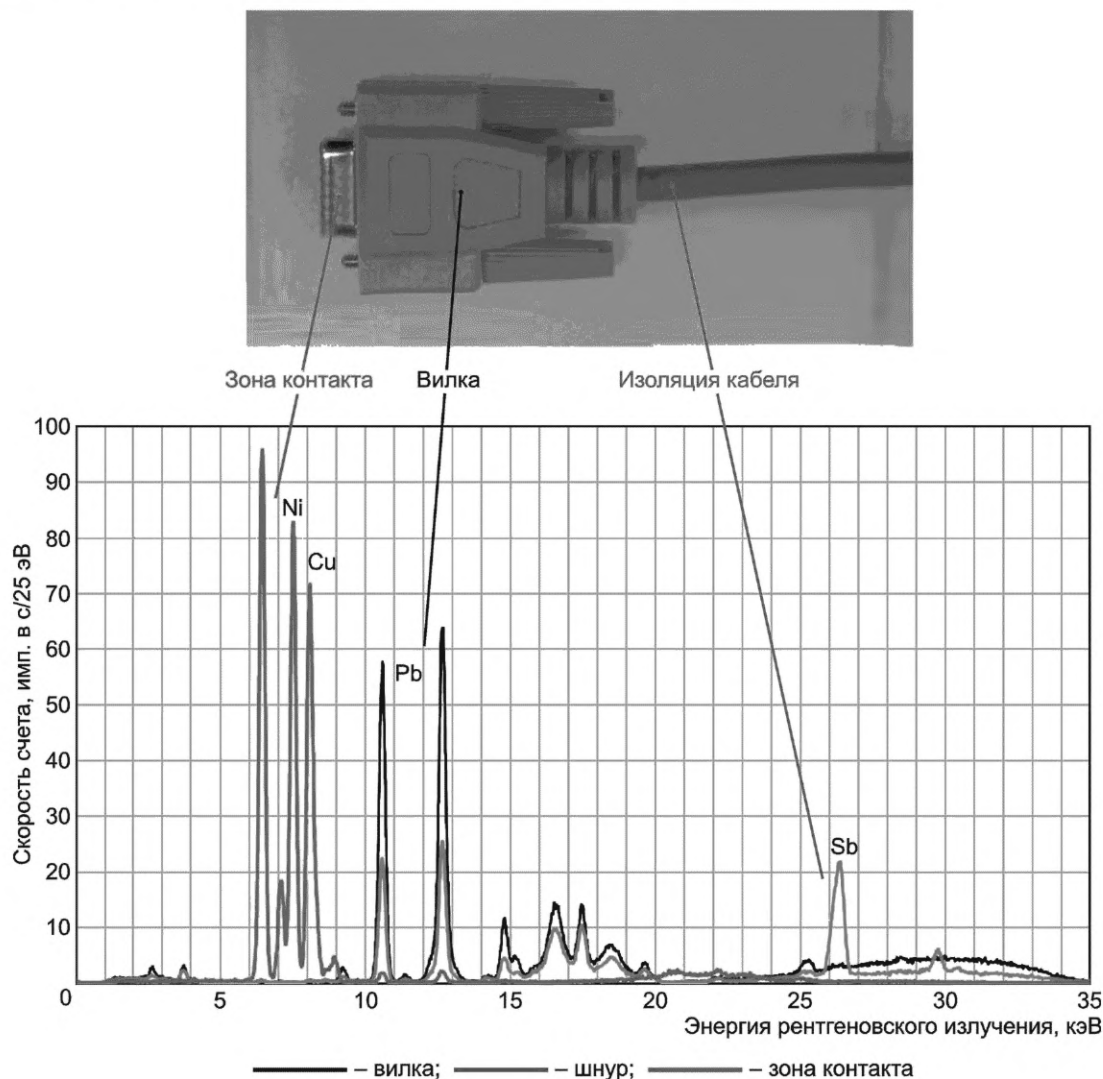 Зона контакта Вилка Изоляция кабеля
Скорость счета, имп. в с/25 эВ
100
90
80
70
60
50
40
30
20
10
0
Ni
Cu
Pb
Sb
0 5 10 15 20 25 30 35
Энергия рентгеновского излучения, кэВ
– вилка; – шнур; – зона контакта